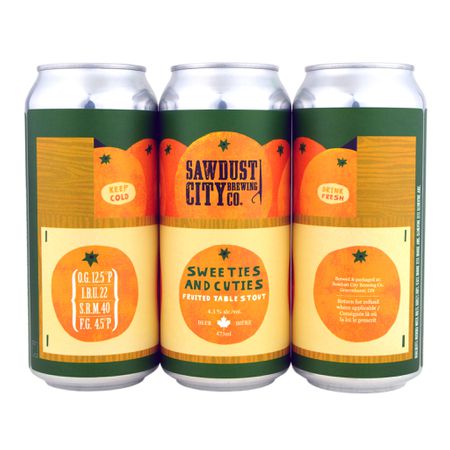 KEEP
COLD
O.G. 12.5 °P
I.B.U. 22
S.R.M. 40
F.G. 4.5 °P
SAWDUST
CITY BREWING
CO.
SWEETIES
AND CUTIES
FRUITED TABLE STOUT
4.1% alc./vol.
BEER BIÈRE
473ml
DRINK
FRESH
Brewed & packaged at
Sawdust City Brewing Co.
Gravenhurst, ON
Return for refund
where applicable /
Consignée là où
la loi le prescrit